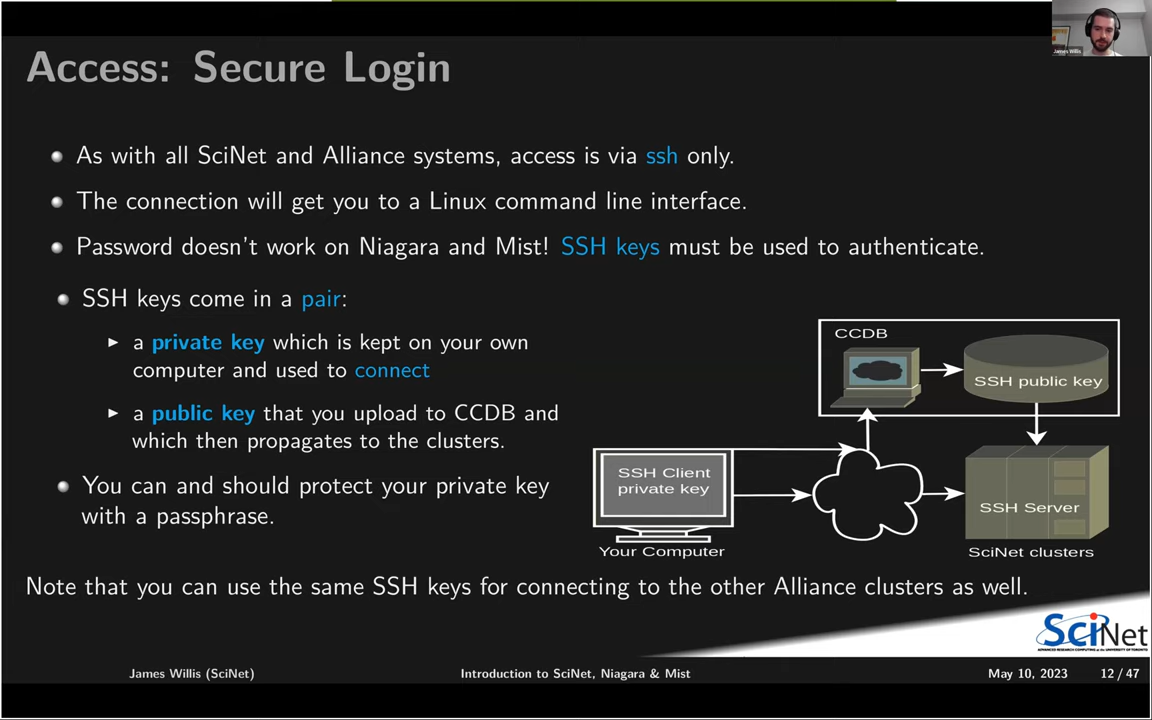 James Willis
Access: Secure Login
As with all SciNet and Alliance systems, access is via ssh only.
The connection will get you to a Linux command line interface.
Password doesn't work on Niagara and Mist! SSH keys must be used to authenticate.
SSH keys come in a pair:
a private key which is kept on your own
computer and used to connect
a public key that you upload to CCDB and
which then propagates to the clusters.
You can and should protect your private key
with a passphrase.
CCDB
SSH public key
SSH Client
private key
SSH Server
Your Computer
SciNet clusters
Note that you can use the same SSH keys for connecting to the other Alliance clusters as well.
SciNet
ADVANCED RESEARCH COMPUTING at the UNIVERSITY OF TORONTO
James Willis (SciNet)
Introduction to SciNet, Niagara & Mist
May 10, 2023
12 / 47